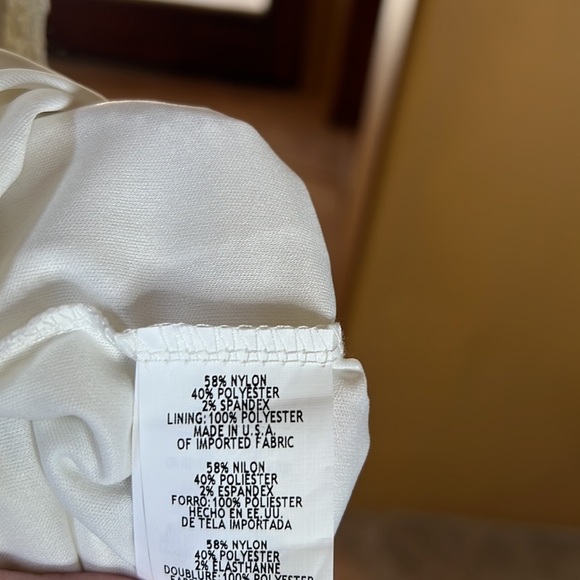 58% NYLON
40% POLYESTER
2% SPANDEX
LINING: 100% POLYESTER
MADE IN U.S.A.
OF IMPORTED FABRIC
58% NILON
40% POLIESTER
2% ESPANDEX
FORRO: 100% POLIESTER
HECHO EN EE.UU.
DE TELA IMPORTADA
58% NYLON
40% POLYESTER
2% ELASTHANNE
DOUBLURE: 100% POLYESTER